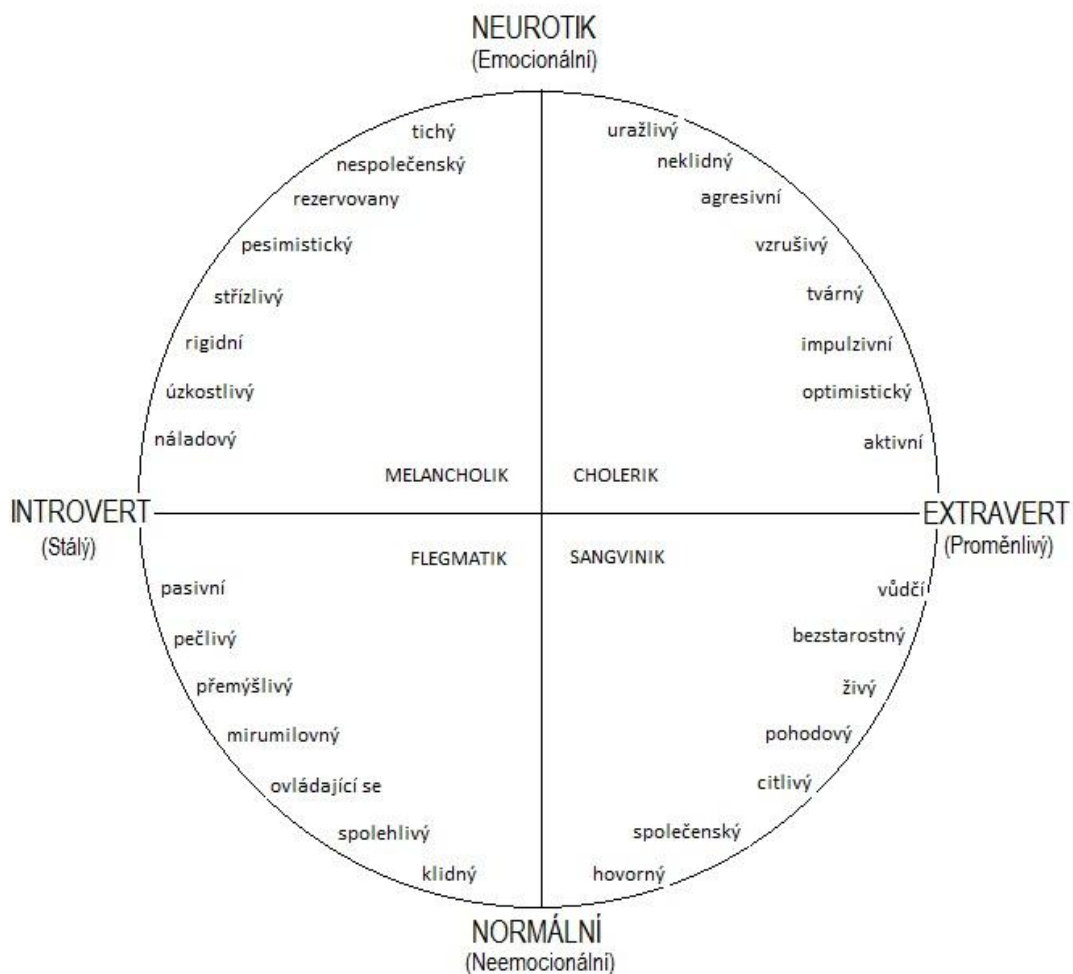 NEUROTIK
(Emocionální)
tichý
nespolečenský
rezervovany
pesimistický
střízlivý
rigidní
úzkostlivý
náladový
uražlivý
neklidný
agresivní
vzrušivý
tvárný
impulzivní
optimistický
aktivní
MELANCHOLIK
CHOLERIK
INTROVERT
(Stálý)
EXTRAVERT
(Proměnlivý)
FLEGMATIK
SANGVINIK
pasivní
pečlivý
přemýšlivý
mirumilovný
ovládající se
spolehlivý
klidný
vůdčí
bezstarostný
živý
pohodový
citlivý
společenský
hovorný
NORMÁLNÍ
(Neemocionální)